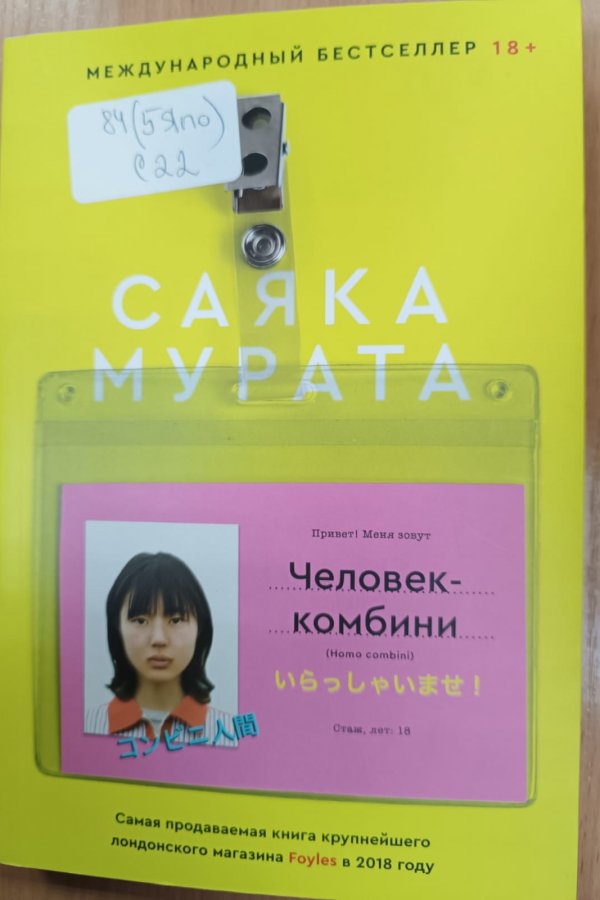 МЕЖДУНАРОДНЫЙ БЕСТСЕЛЛЕР 18+
84(5Япо)
С22
САЯКА
МУРАТА
Привет! Меня зовут
Человек-
комбини
(Homo combini)
いらっしゃいませ!
コンビニ人間
Стаж, лет: 18
Самая продаваемая книга крупнейшего
лондонского магазина Foyles в 2018 году